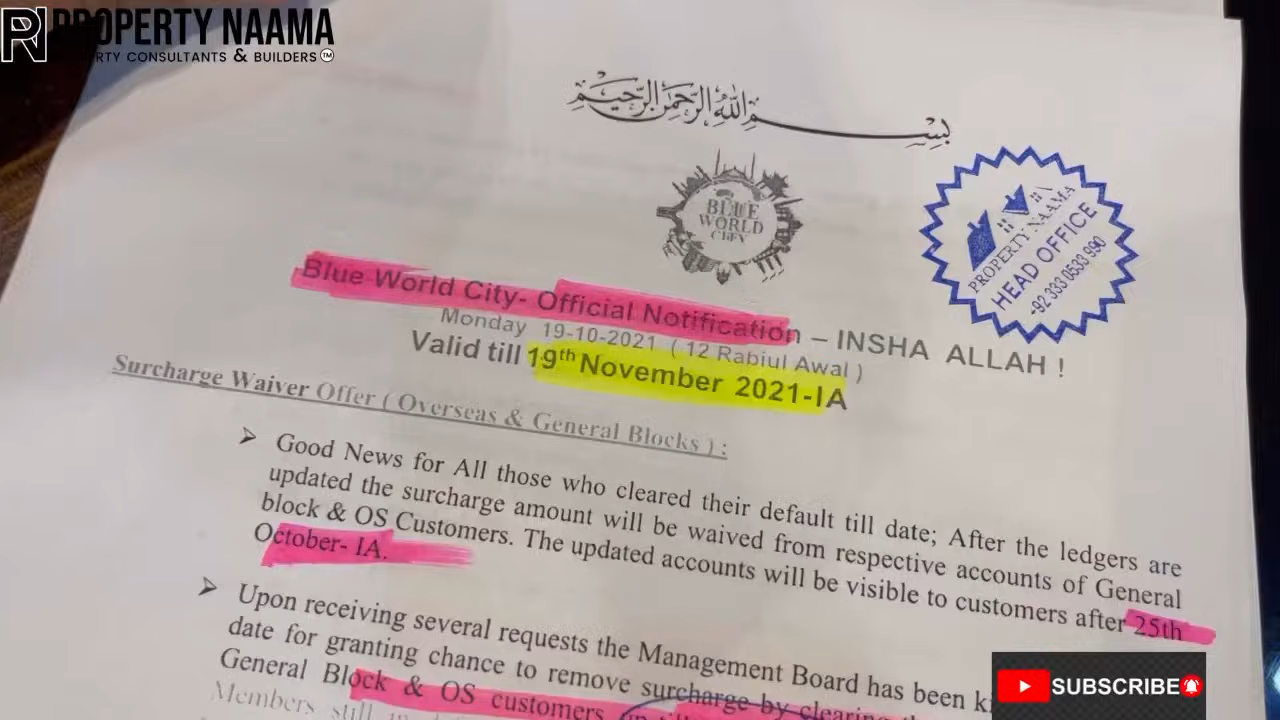 PROPERTY NAAMA
PROPERTY CONSULTANTS & BUILDERS TM
بسم الله الرحمن الرحيم
BLUE
WORLD
CITY
PROPERTY NAAMA
HEAD OFFICE
+92 333 0533 990
Blue World City- Official Notification – INSHA ALLAH !
Monday 19-10-2021 ( 12 Rabiul Awal )
Valid till 19th November 2021-IA
Surcharge Waiver Offer ( Overseas & General Blocks ) :
➢ Good News for All those who cleared their default till date; After the ledgers are
updated the surcharge amount will be waived from respective accounts of General
block & OS Customers. The updated accounts will be visible to customers after 25th
October- IA.
➢ Upon receiving several requests the Management Board has been
date for granting chance to remove surcharge by clearing
General Block & OS customers
Members still
SUBSCRIBE